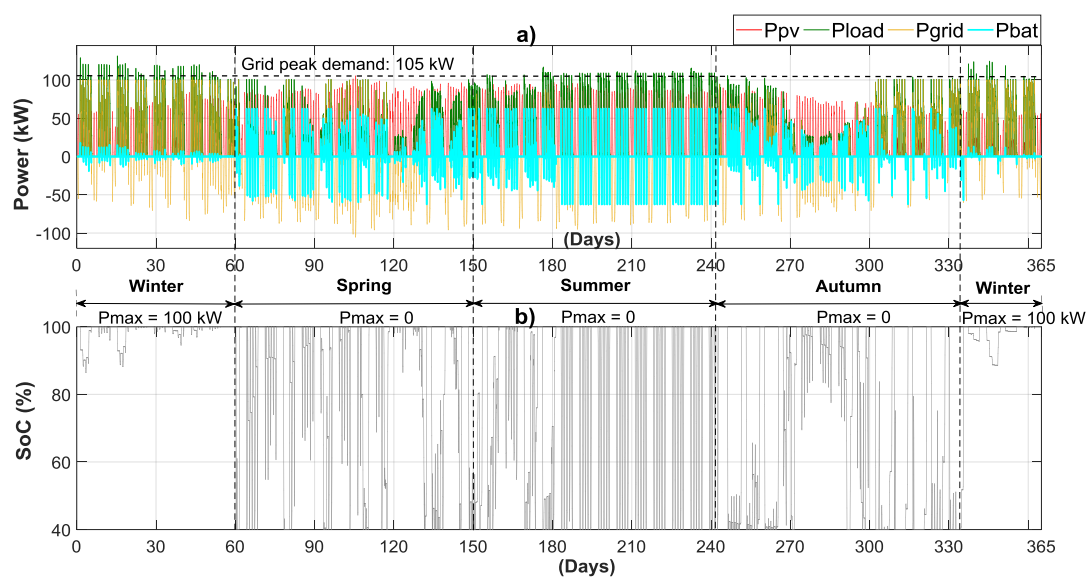 a)
Ppv Pload Pgrid Pbat
Grid peak demand: 105 kW
Power (kW)
100
50
0
-50
-100
(Days)
0 30 60 90 120 150 180 210 240 270 300 330 365
Winter Spring Summer Autumn Winter
Pmax = 100 kW Pmax = 0 Pmax = 0 Pmax = 0 Pmax = 100 kW
b)
SoC (%)
100
80
60
40
0 30 60 90 120 150 180 210 240 270 300 330 365
(Days)